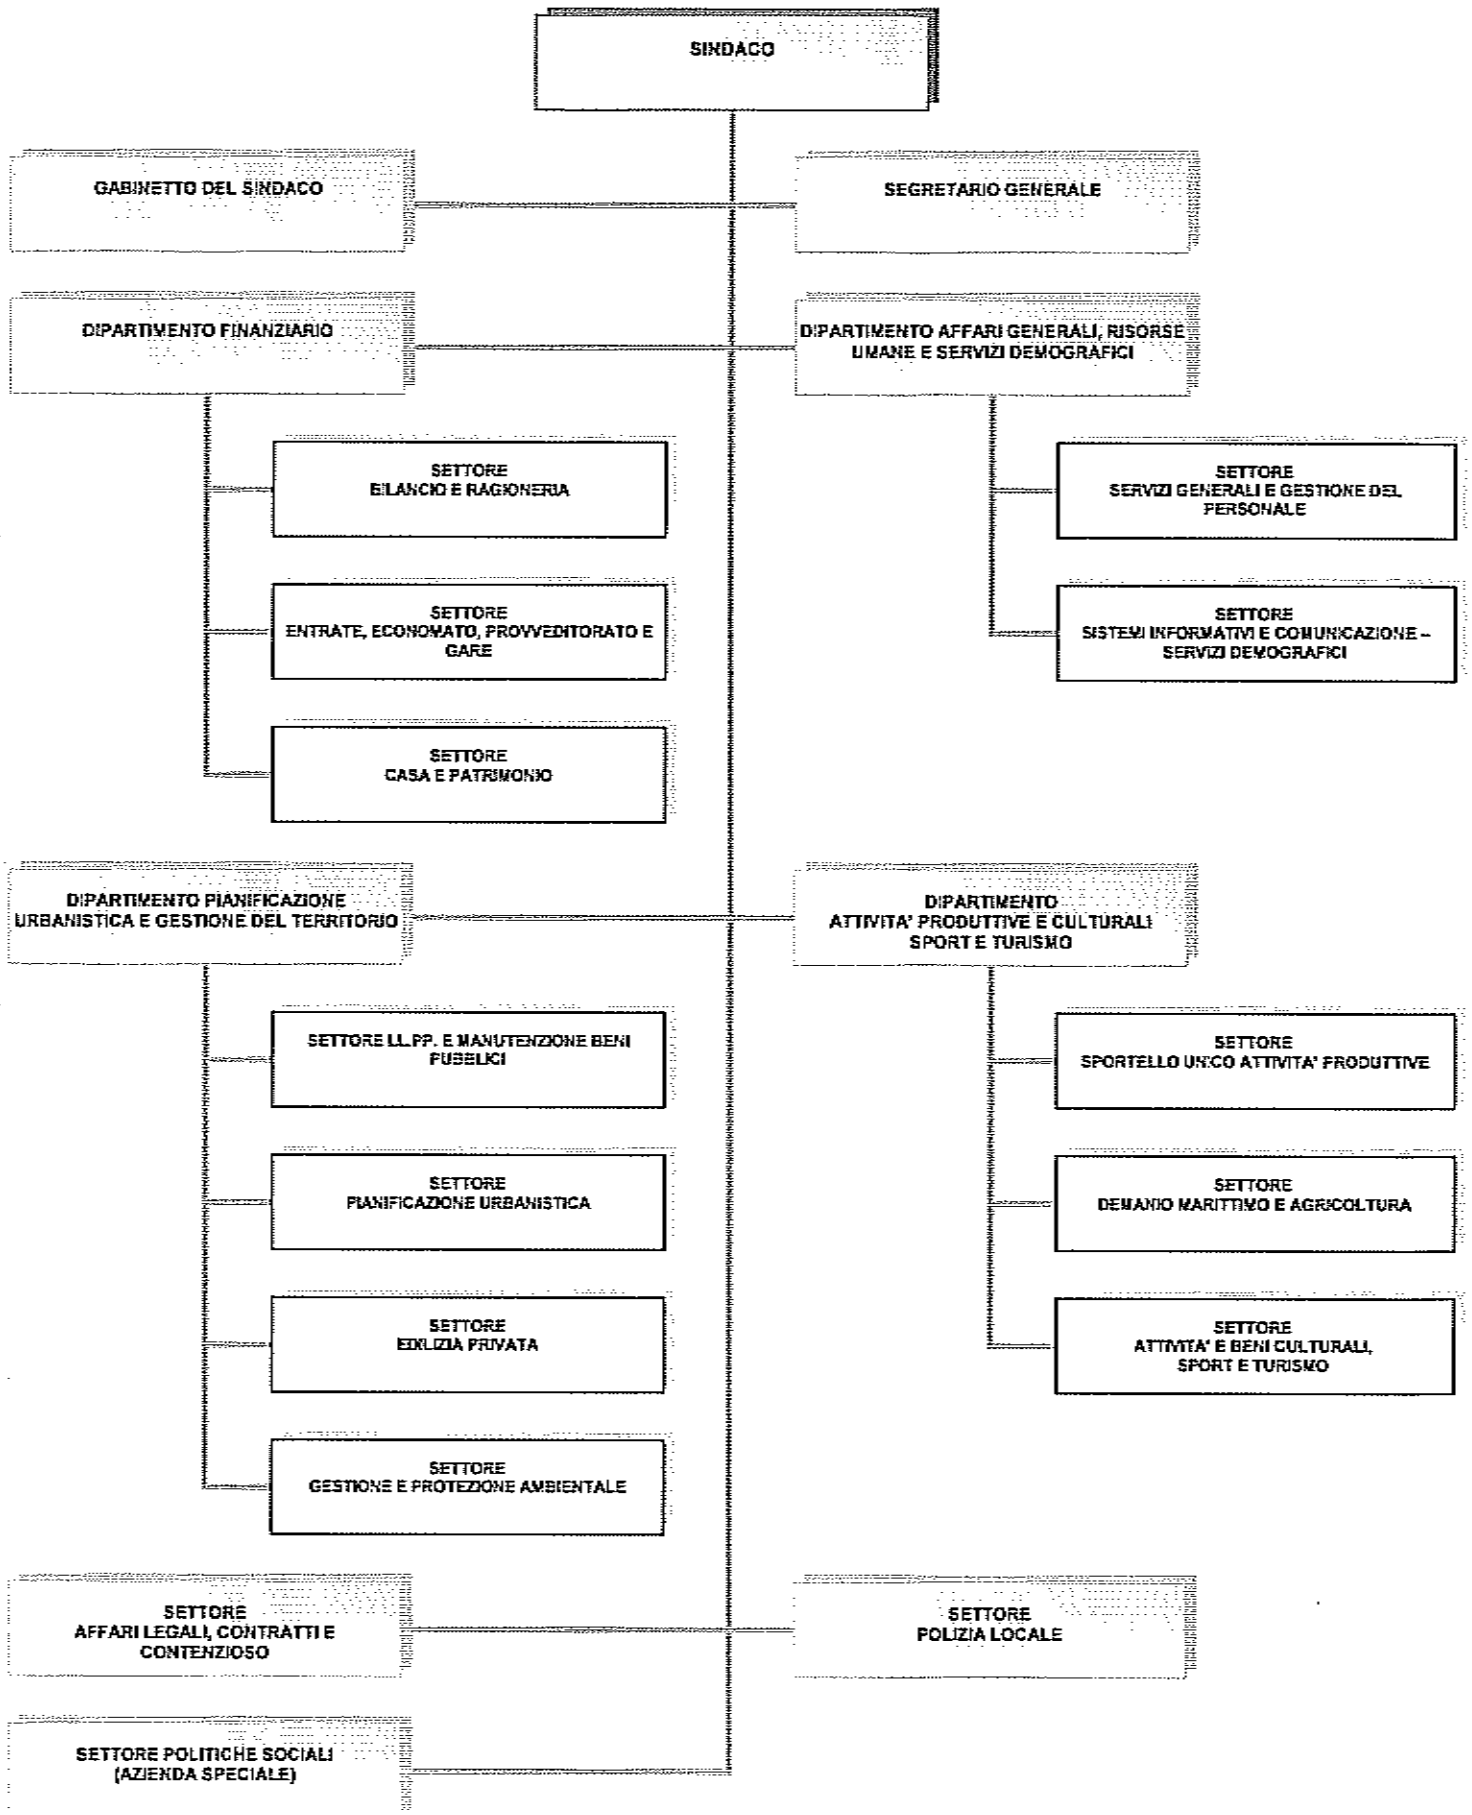 SINDACO
GABINETTO DEL SINDACO
SEGRETARIO GENERALE
DIPARTIMENTO FINANZIARIO
DIPARTIMENTO AFFARI GENERALI, RISORSE
UMANE E SERVIZI DEMOGRAFICI
SETTORE
BILANCIO E RAGIONERIA
SETTORE
SERVIZI GENERALI E GESTIONE DEL
PERSONALE
SETTORE
ENTRATE, ECONOMATO, PROVVEDITORATO E
GARE
SETTORE
SISTEMI INFORMATIVI E COMUNICAZIONE –
SERVIZI DEMOGRAFICI
SETTORE
CASA E PATRIMONIO
DIPARTIMENTO PIANIFICAZIONE
URBANISTICA E GESTIONE DEL TERRITORIO
DIPARTIMENTO
ATTIVITA' PRODUTTIVE E CULTURALI
SPORT E TURISMO
SETTORE LL.PP. E MANUTENZIONE BENI
PUBBLICI
SETTORE
SPORTELLO UNICO ATTIVITA' PRODUTTIVE
SETTORE
PIANIFICAZIONE URBANISTICA
SETTORE
DEMANIO MARITTIMO E AGRICOLTURA
SETTORE
EDILIZIA PRIVATA
SETTORE
ATTIVITA' E BENI CULTURALI,
SPORT E TURISMO
SETTORE
GESTIONE E PROTEZIONE AMBIENTALE
SETTORE
AFFARI LEGALI, CONTRATTI E
CONTENZIOSO
SETTORE
POLIZIA LOCALE
SETTORE POLITICHE SOCIALI
(AZIENDA SPECIALE)